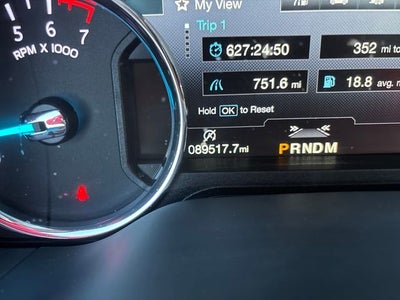 My View
Trip 1
627:24:50
352 mi to
751.6 mi
18.8 avg.
Hold OK to Reset
089517.7mi
PRNDM
5 6 7
RPM X 1000